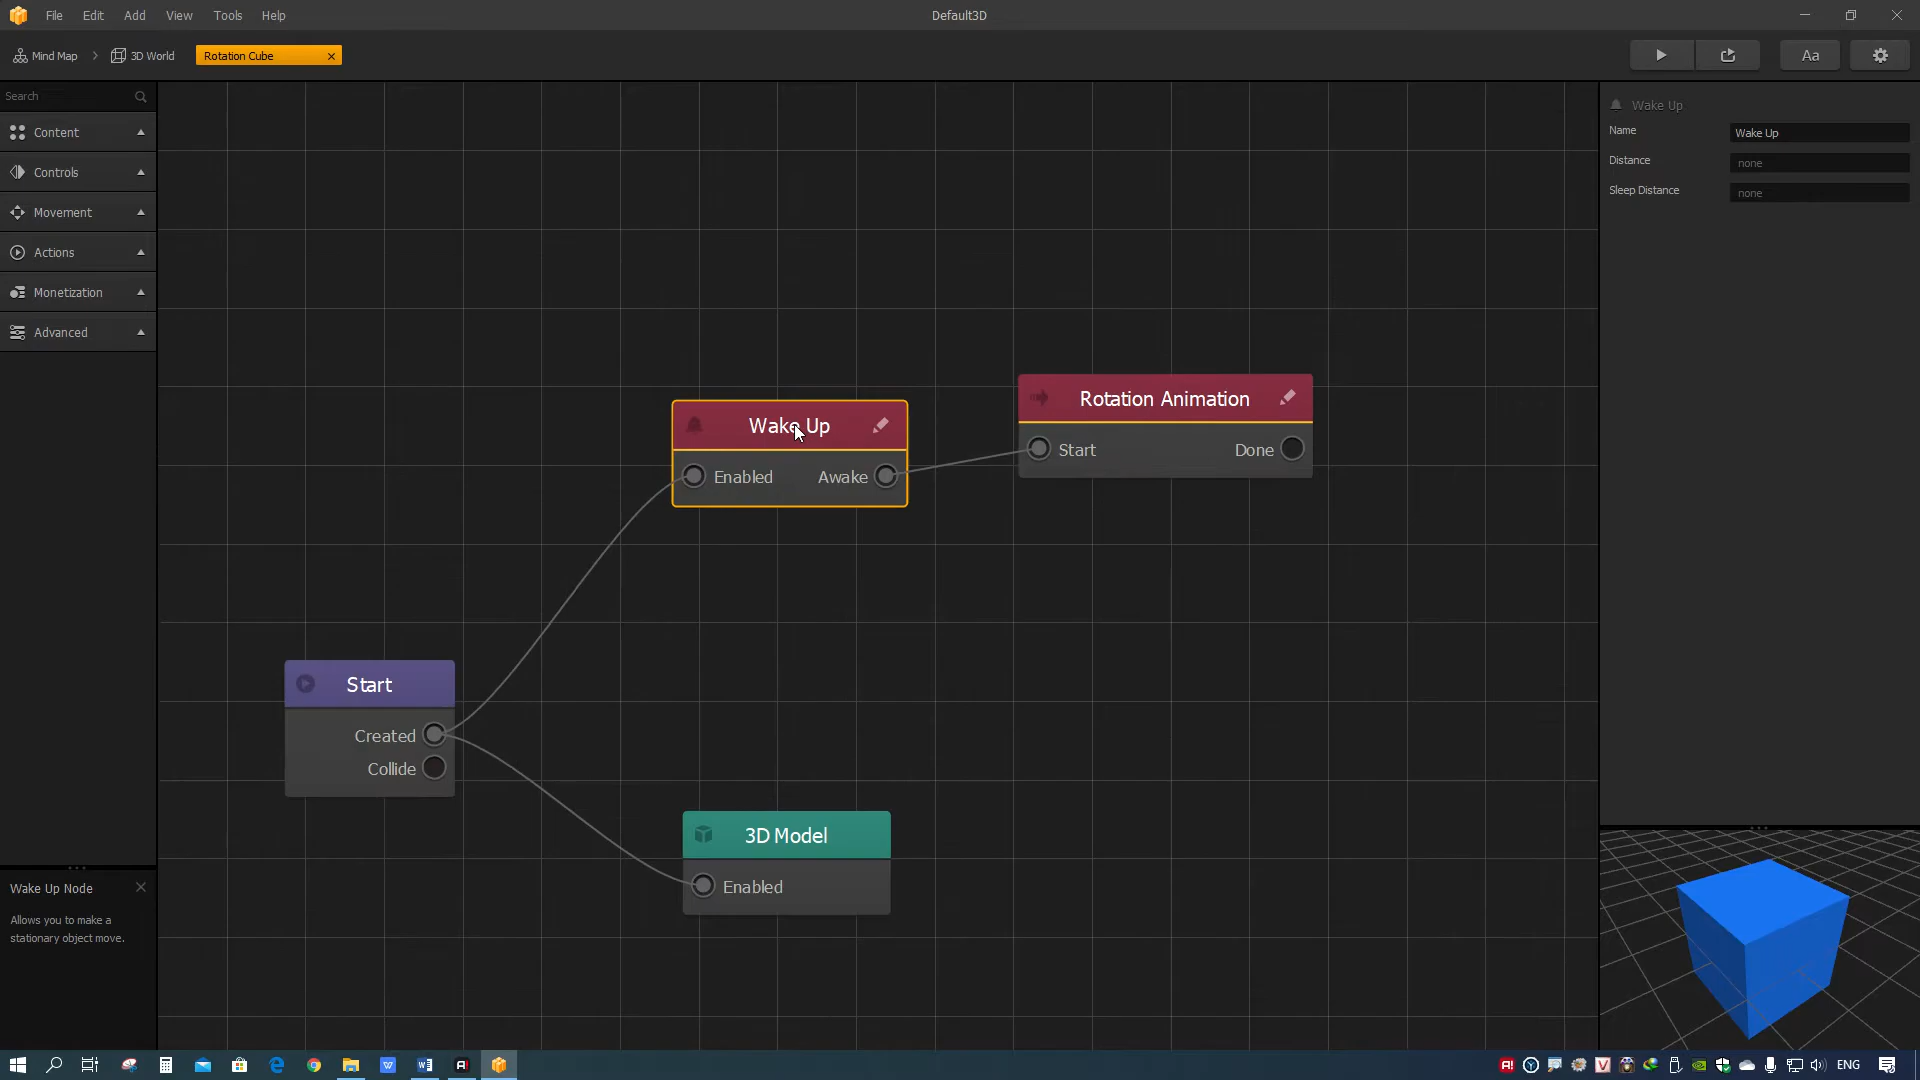 File Edit Add View Tools Help
Default3D
Mind Map
3D World
Rotation Cube
Aa
Search
Content
Controls
Movement
Actions
Monetization
Advanced
Wake Up
Enabled Awake
Rotation Animation
Start Done
Start
Created
Collide
3D Model
Enabled
Wake Up
Name Wake Up
Distance none
Sleep Distance none
Wake Up Node
Allows you to make a
stationary object move.
ENG